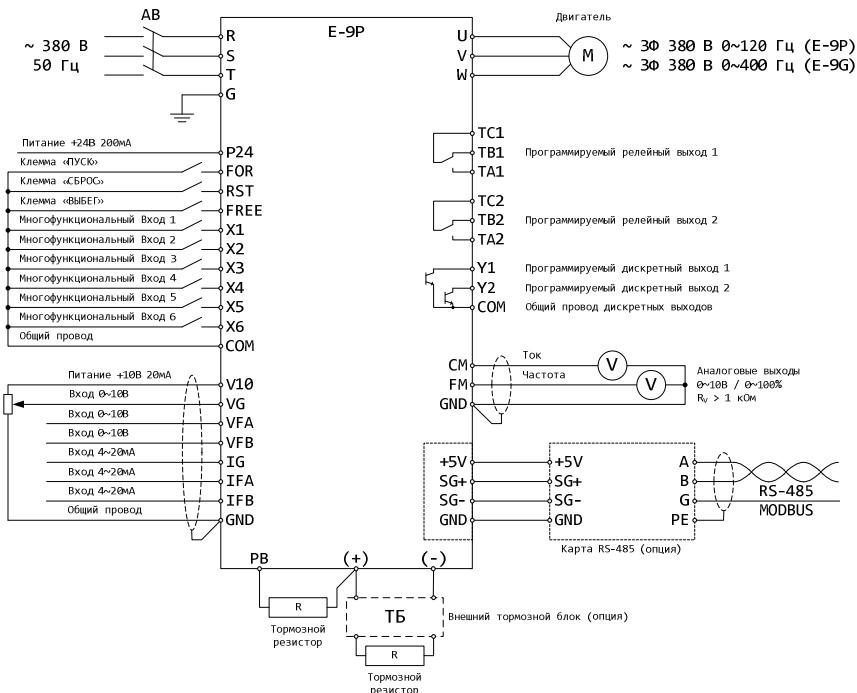 АВ
E-9P
Двигатель
~ 380 В
50 Гц
R
S
T
G
U
V
W
M
~ 3Ф 380 В 0~120 Гц (E-9P)
~ 3Ф 380 В 0~400 Гц (E-9G)
Питание +24В 200мА
P24
Клемма «ПУСК»
FOR
Клемма «СБРОС»
RST
Клемма «ВЫБЕГ»
FREE
Многофункциональный Вход 1
X1
Многофункциональный Вход 2
X2
Многофункциональный Вход 3
X3
Многофункциональный Вход 4
X4
Многофункциональный Вход 5
X5
Многофункциональный Вход 6
X6
Общий провод
COM
TC1
TB1
Программируемый релейный выход 1
TA1
TC2
TB2
Программируемый релейный выход 2
TA2
Y1
Программируемый дискретный выход 1
Y2
Программируемый дискретный выход 2
COM
Общий провод дискретных выходов
Питание +10В 20мА
V10
Вход 0~10В
VG
Вход 0~10В
VFA
Вход 0~10В
VFB
Вход 4~20мА
IG
Вход 4~20мА
IFA
Вход 4~20мА
IFB
Общий провод
GND
CM
Ток
V
FM
Частота
V
GND
Аналоговые выходы
0~10В / 0~100%
RV > 1 кОм
+5V
SG+
SG-
GND
+5V
SG+
SG-
GND
A
B
G
PE
RS-485
MODBUS
Карта RS-485 (опция)
PB
(+)
(-)
R
Тормозной
резистор
ТБ
Внешний тормозной блок (опция)
R
Тормозной
резистор